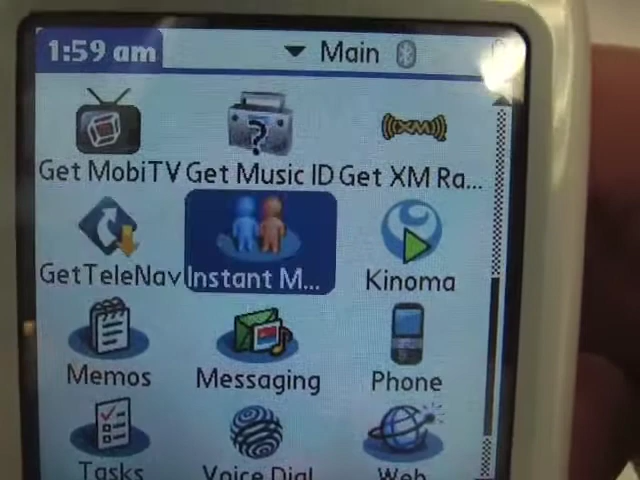 1:59 am
Main
Get MobiTV Get Music ID Get XM Ra...
XM
GetTeleNav Instant M... Kinoma
Memos Messaging Phone
Tasks Voice Dial Web